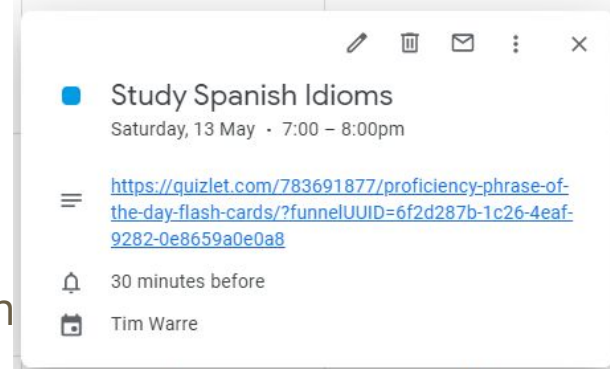 Study Spanish Idioms
Saturday, 13 May • 7:00 – 8:00pm
https://quizlet.com/783691877/proficiency-phrase-of-
the-day-flash-cards/?funnelUUID=6f2d287b-1c26-4eaf-
9282-0e8659a0e0a8
30 minutes before
n
Tim Warre